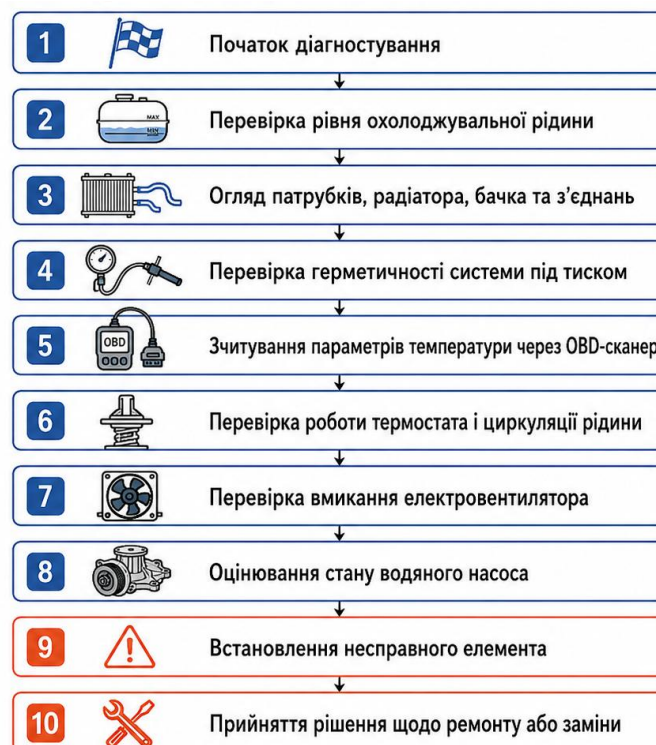 1 Початок діагностування
2 MAX MIN Перевірка рівня охолоджувальної рідини
3 Огляд патрубків, радіатора, бачка та з’єднань
4 Перевірка герметичності системи під тиском
5 OBD Зчитування параметрів температури через OBD-сканер
6 Перевірка роботи термостата і циркуляції рідини
7 Перевірка вмикання електровентилятора
8 Оцінювання стану водяного насоса
9 Встановлення несправного елемента
10 Прийняття рішення щодо ремонту або заміни